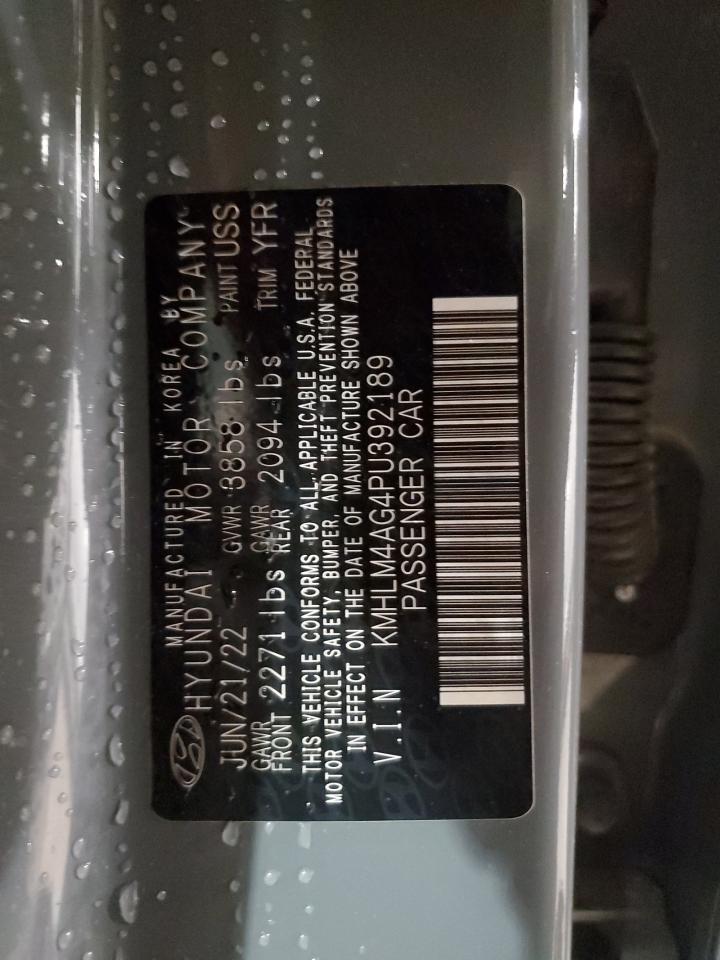 MANUFACTURED IN KOREA BY
HYUNDAI MOTOR COMPANY
JUN/21/22 GVWR 3858 lbs PAINT USS
GAWR GAWR
FRONT 2271 lbs REAR 2094 lbs TRIM YFR
THIS VEHICLE CONFORMS TO ALL APPLICABLE U.S.A. FEDERAL
MOTOR VEHICLE SAFETY, BUMPER, AND THEFT PREVENTION STANDARDS
IN EFFECT ON THE DATE OF MANUFACTURE SHOWN ABOVE
V.I.N KMHLM4AG4PU392189
PASSENGER CAR